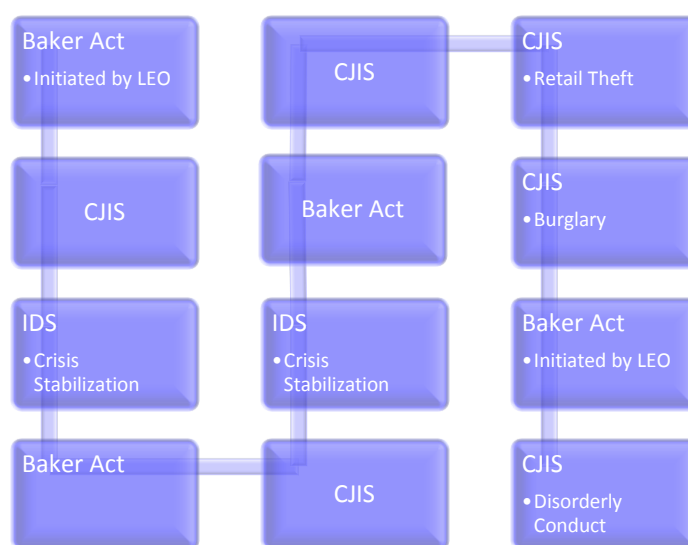 Baker Act
•Initiated by LEO
CJIS
IDS
•Crisis
Stabilization
Baker Act
CJIS
Baker Act
IDS
•Crisis
Stabilization
CJIS
CJIS
•Retail Theft
CJIS
•Burglary
Baker Act
•Initiated by LEO
CJIS
•Disorderly
Conduct